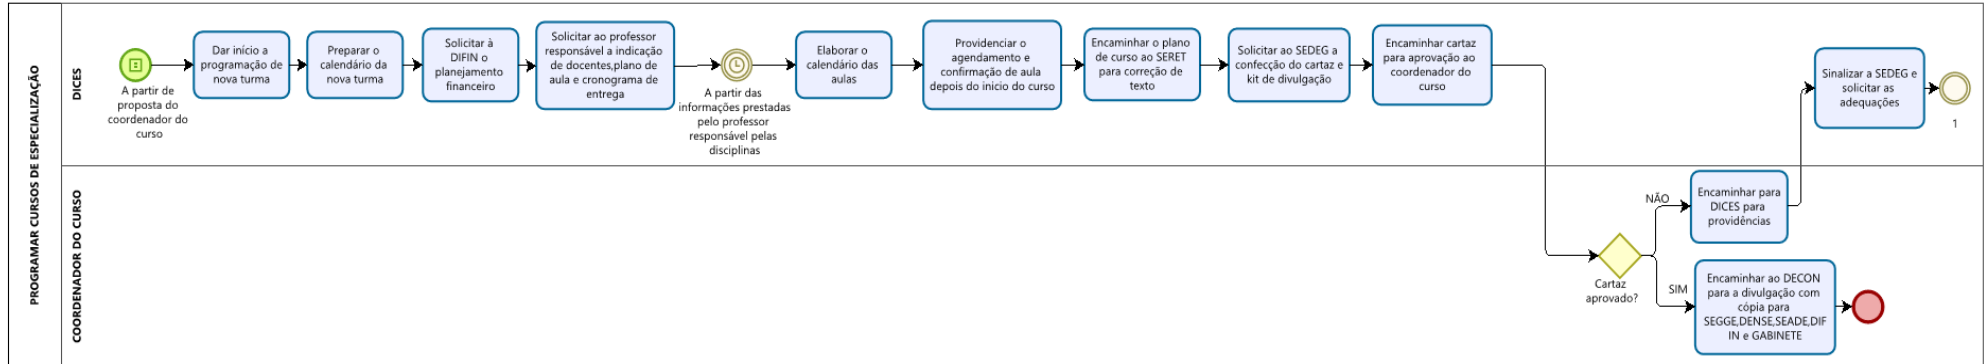 PROGRAMAR CURSOS DE ESPECIALIZAÇÃO
DICES
A partir de
proposta do
coordenador do
curso
Dar início a
programação de
nova turma
Preparar o
calendário da
nova turma
Solicitar à
DIFIN o
planejamento
financeiro
Solicitar ao professor
responsável a indicação
de docentes,plano de
aula e cronograma de
entrega
A partir das
informações prestadas
pelo professor
responsável pelas
disciplinas
Elaborar o
calendário das
aulas
Providenciar o
agendamento e
confirmação de aula
depois do inicio do curso
Encaminhar o plano
de curso ao SERET
para correção de
texto
Solicitar ao SEDEG a
confecção do cartaz e
kit de divulgação
Encaminhar cartaz
para aprovação ao
coordenador do
curso
Sinalizar a SEDEG e
solicitar as
adequações
1
COORDENADOR DO CURSO
Cartaz
aprovado?
NÃO
Encaminhar para
DICES para
providências
SIM
Encaminhar ao DECON
para a divulgação com
cópia para
SEGGE,DENSE,SEADE,DIF
IN e GABINETE